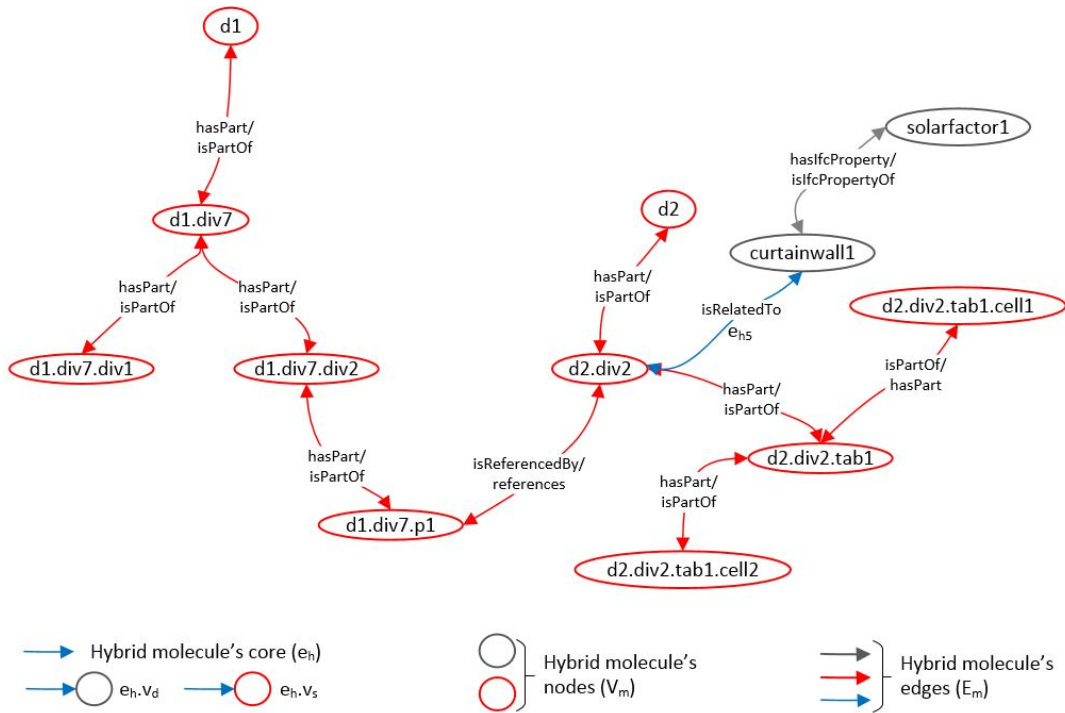 d1
hasPart/
isPartOf
solarfactor1
hasIfcProperty/
isIfcPropertyOf
d1.div7
d2
curtainwall1
hasPart/
isPartOf
hasPart/
isPartOf
hasPart/
isPartOf
isRelatedTo
eh5
d2.div2.tab1.cell1
d1.div7.div1
d1.div7.div2
d2.div2
isPartOf/
hasPart
hasPart/
isPartOf
d2.div2.tab1
hasPart/
isPartOf
isReferencedBy/
references
hasPart/
isPartOf
d1.div7.p1
d2.div2.tab1.cell2
Hybrid molecule's core (eh)
eh.vd
eh.vs
Hybrid molecule's
nodes (Vm)
Hybrid molecule's
edges (Em)